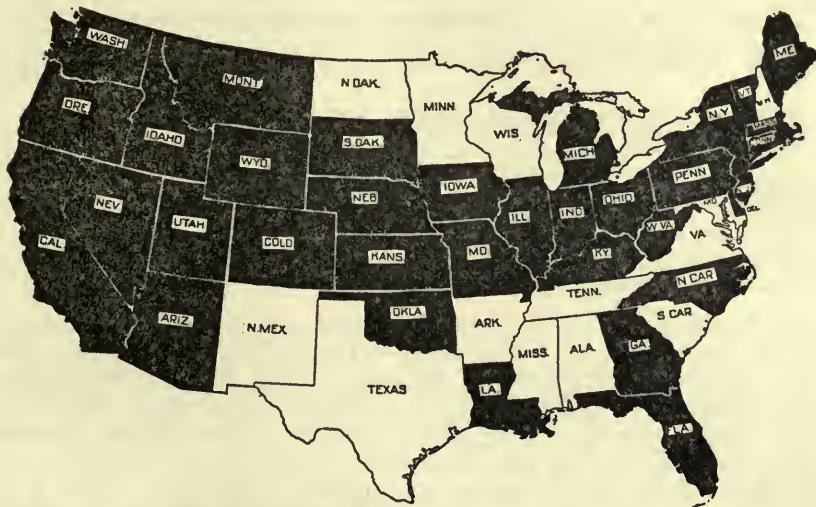 WASH
MONT
N DAK.
MINN.
ME
ORE
IDAHO
S.DAK
WIS.
MICH
N Y
VT
WYO
IOWA
PENN
NEV
UTAH
NEB
ILL
IND
OHIO
W VA
MD
DEL
CAL
COLO
KANS.
MO
KY
VA
ARIZ
N.MEX.
OKLA
ARK.
TENN.
N CAR
S CAR
MISS.
ALA.
GA.
TEXAS
LA
FLA